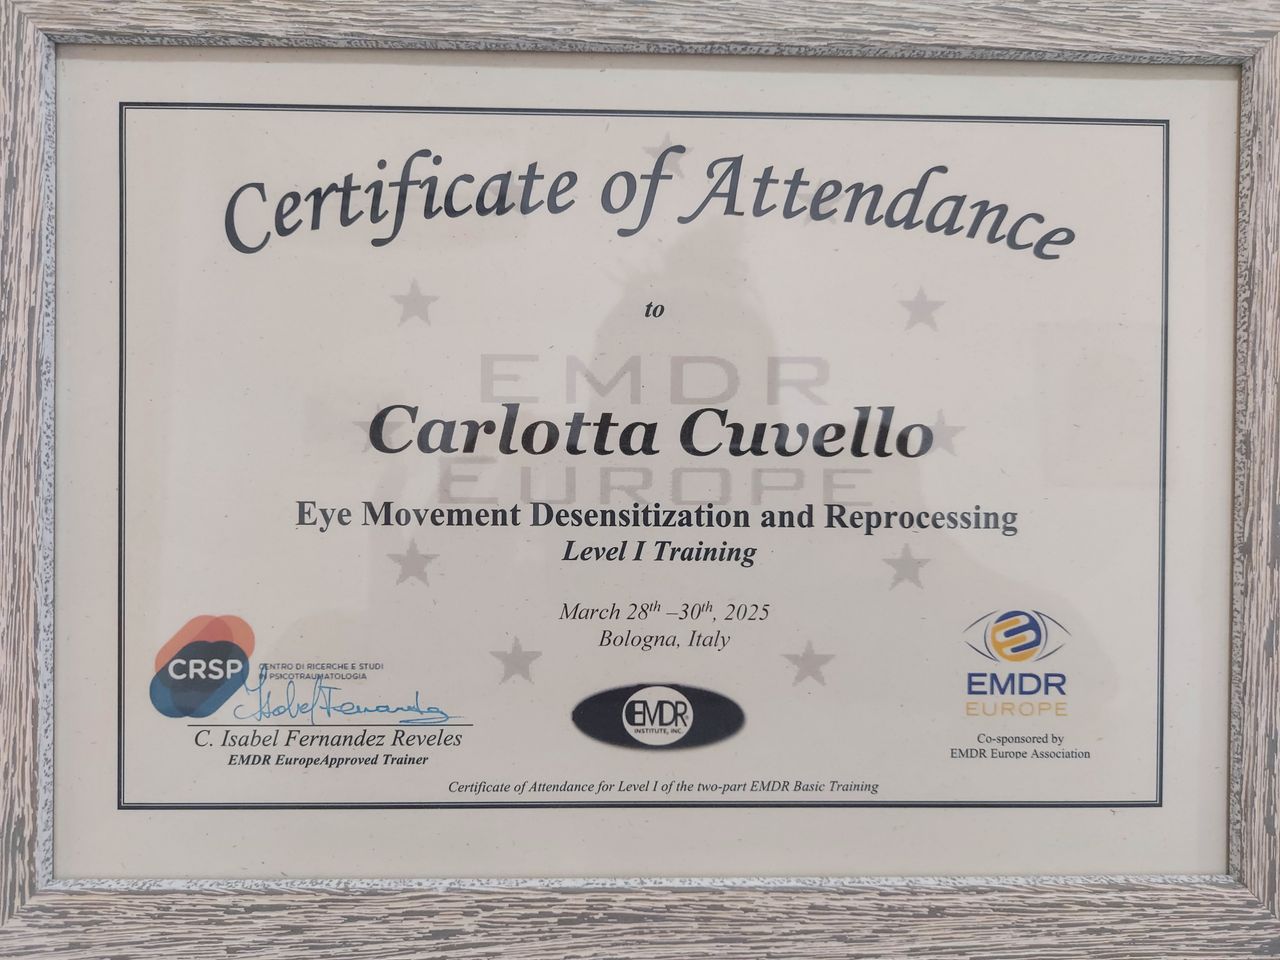 Certificate of Attendance
to
EMDR
Carlotta Cuvello
EUROPE
Eye Movement Desensitization and Reprocessing
Level I Training
March 28th –30th, 2025
Bologna, Italy
CRSP
CENTRO DI RICERCHE E STUDI
IN PSICOTRAUMATOLOGIA
Isabel Fernandez
C. Isabel Fernandez Reveles
EMDR EuropeApproved Trainer
EMDR
INSTITUTE, INC.
EMDR
EUROPE
Co-sponsored by
EMDR Europe Association
Certificate of Attendance for Level I of the two-part EMDR Basic Training